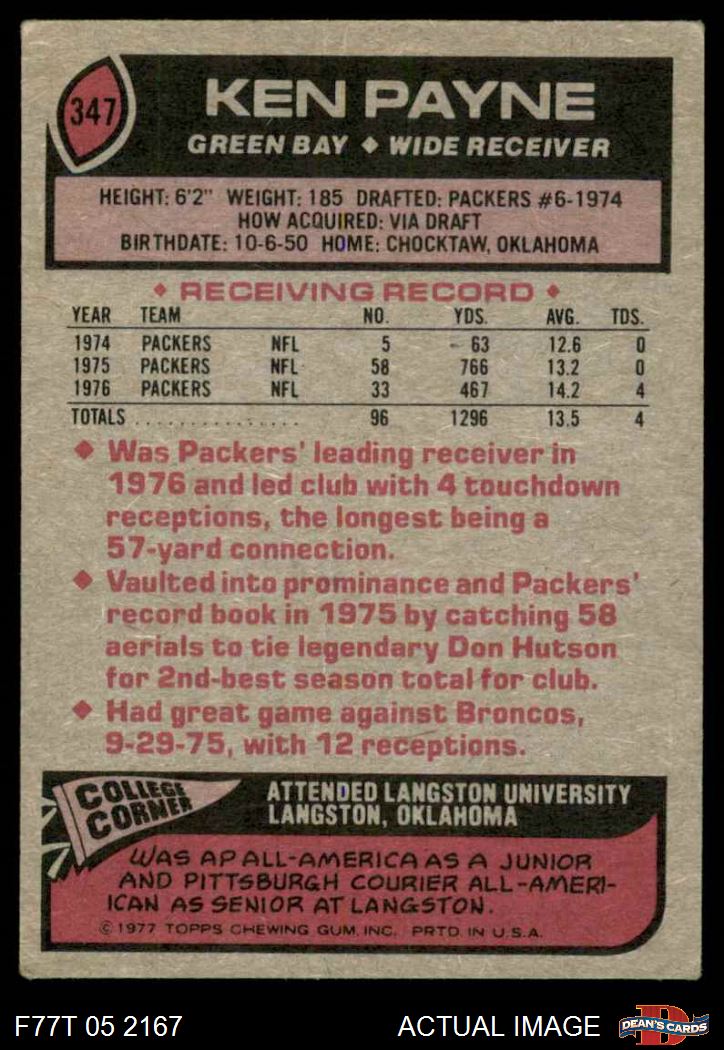 347
KEN PAYNE
GREEN BAY ♦ WIDE RECEIVER
HEIGHT: 6'2" WEIGHT: 185 DRAFTED: PACKERS #6-1974
HOW ACQUIRED: VIA DRAFT
BIRTHDATE: 10-6-50 HOME: CHOCKTAW, OKLAHOMA
♦ RECEIVING RECORD ♦
YEAR TEAM NO. YDS. AVG. TDS.
1974 PACKERS NFL 5 63 12.6 0
1975 PACKERS NFL 58 766 13.2 0
1976 PACKERS NFL 33 467 14.2 4
TOTALS ................ 96 1296 13.5 4
♦ Was Packers' leading receiver in
1976 and led club with 4 touchdown
receptions, the longest being a
57-yard connection.
♦ Vaulted into prominance and Packers'
record book in 1975 by catching 58
aerials to tie legendary Don Hutson
for 2nd-best season total for club.
♦ Had great game against Broncos,
9-29-75, with 12 receptions.
COLLEGE
CORNER
ATTENDED LANGSTON UNIVERSITY
LANGSTON, OKLAHOMA
WAS AP ALL-AMERICA AS A JUNIOR
AND PITTSBURGH COURIER ALL-AMERI-
ICAN AS SENIOR AT LANGSTON.
© 1977 TOPPS CHEWING GUM, INC. PRTD. IN U.S.A.
F77T 05 2167
ACTUAL IMAGE
D
DEAN'S CARDS